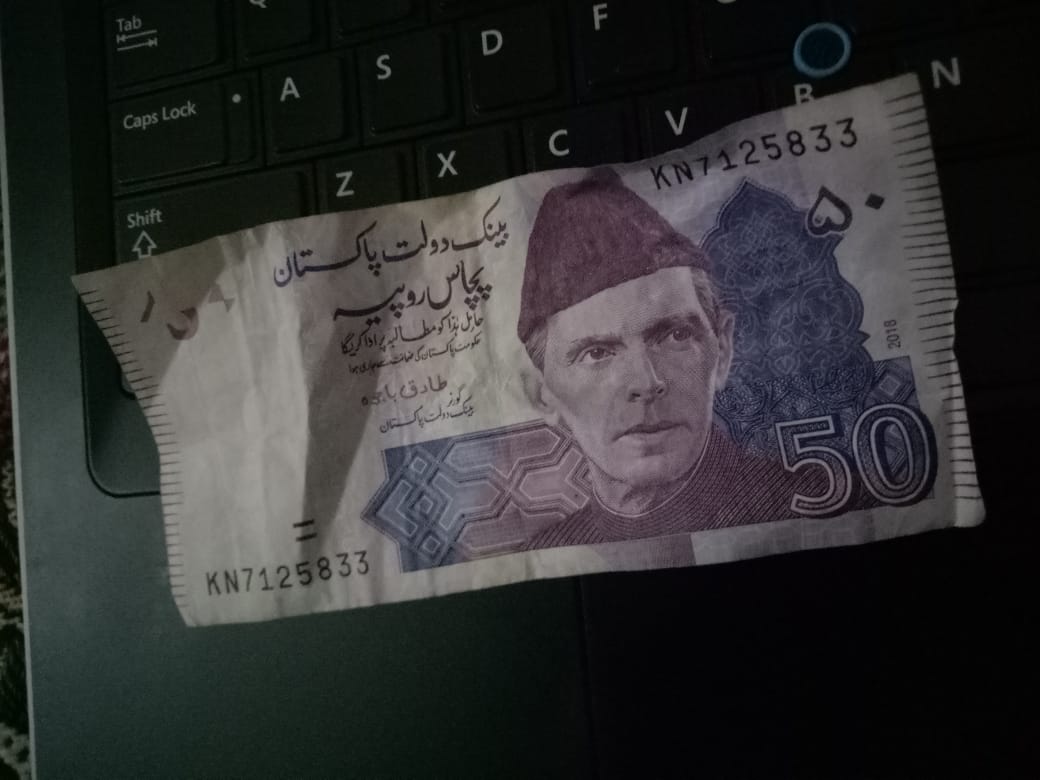 Tab
Q
Caps Lock
A
S
D
F
Shift
Z
X
C
V
B
N
KN7125833
۵۰
بینک دولت پاکستان
پچاس روپیہ
حامل ہٰذا کو مطالبہ پر ادا کریگا
حکومت پاکستان کی ضمانت سے جاری ہوا
طارق باجوہ
گورنر
بینک دولت پاکستان
2018
50
KN7125833